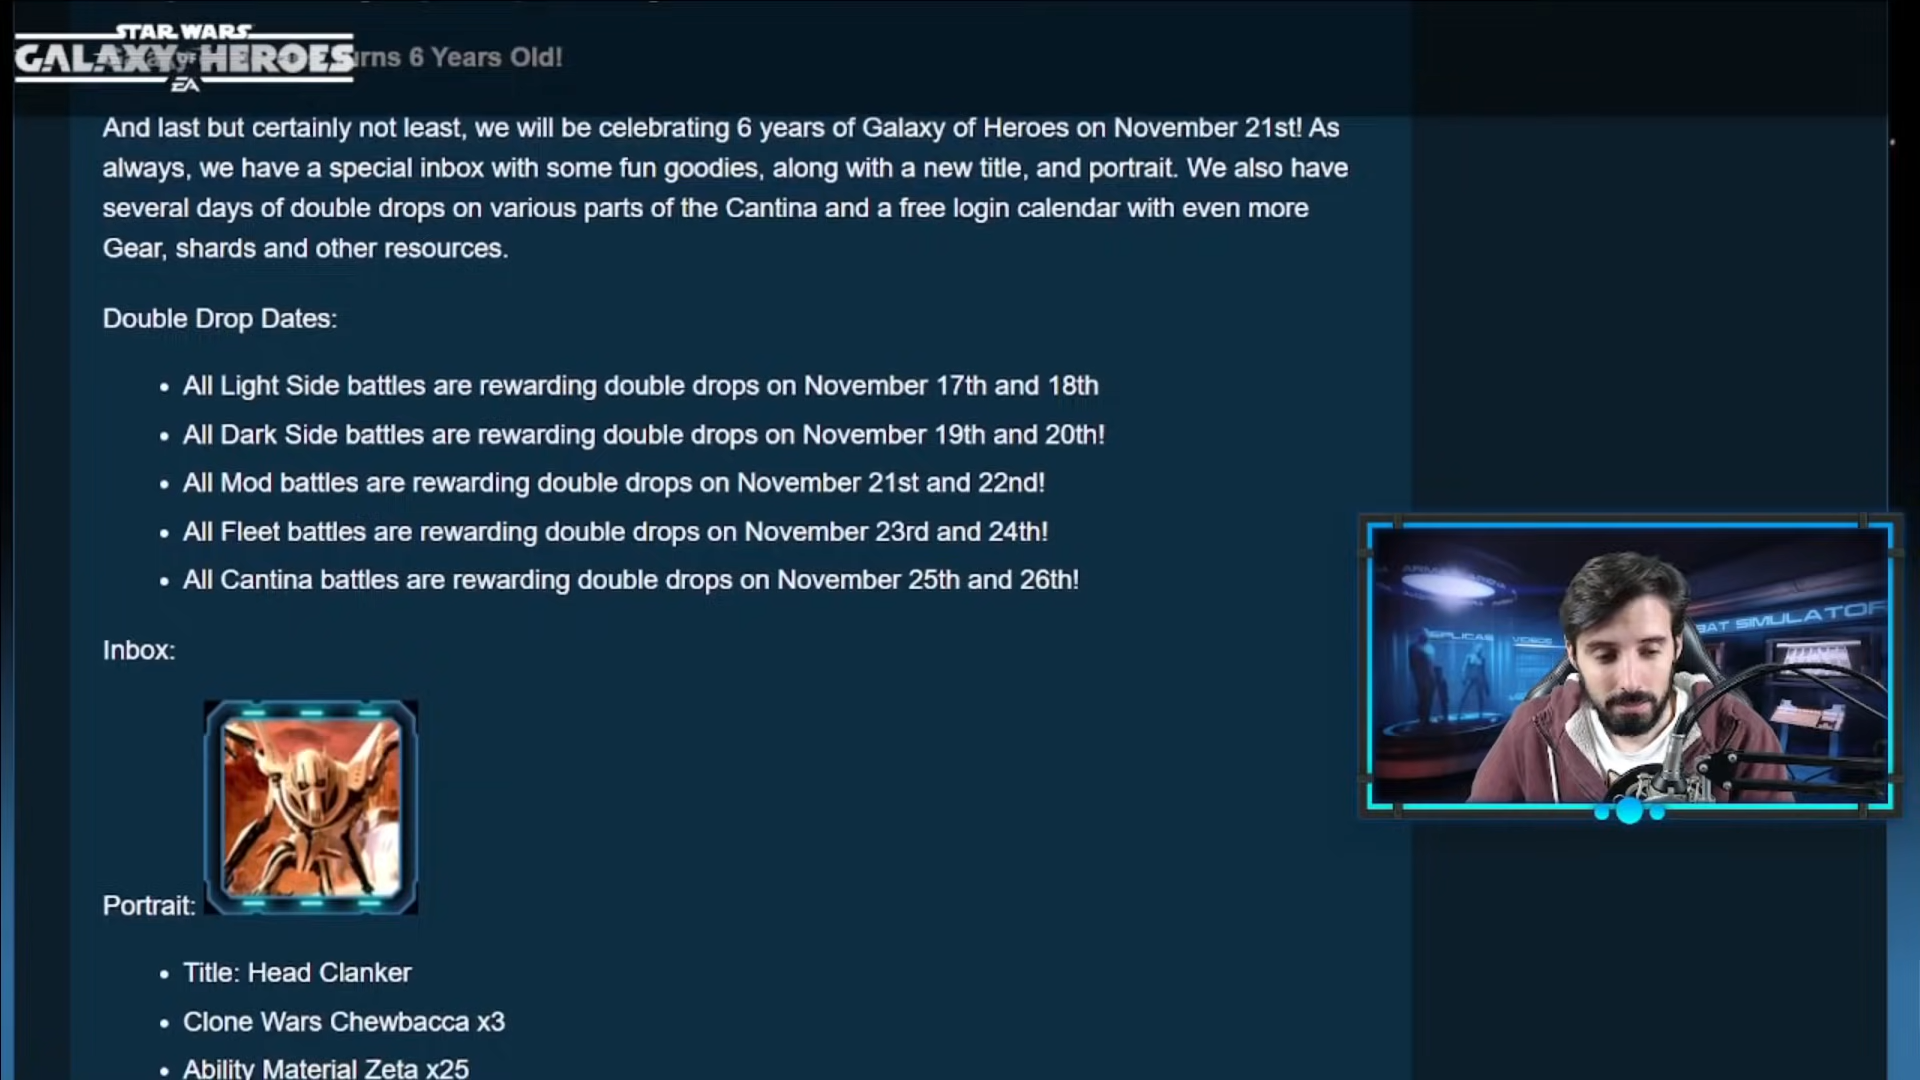 STAR WARS
GALAXY OF HEROES
EA
urns 6 Years Old!
And last but certainly not least, we will be celebrating 6 years of Galaxy of Heroes on November 21st! As
always, we have a special inbox with some fun goodies, along with a new title, and portrait. We also have
several days of double drops on various parts of the Cantina and a free login calendar with even more
Gear, shards and other resources.
Double Drop Dates:
• All Light Side battles are rewarding double drops on November 17th and 18th
• All Dark Side battles are rewarding double drops on November 19th and 20th!
• All Mod battles are rewarding double drops on November 21st and 22nd!
• All Fleet battles are rewarding double drops on November 23rd and 24th!
• All Cantina battles are rewarding double drops on November 25th and 26th!
Inbox:
Portrait:
• Title: Head Clanker
• Clone Wars Chewbacca x3
• Ability Material Zeta x25
REPLICAS
VIDEOS
BAT SIMULATOR